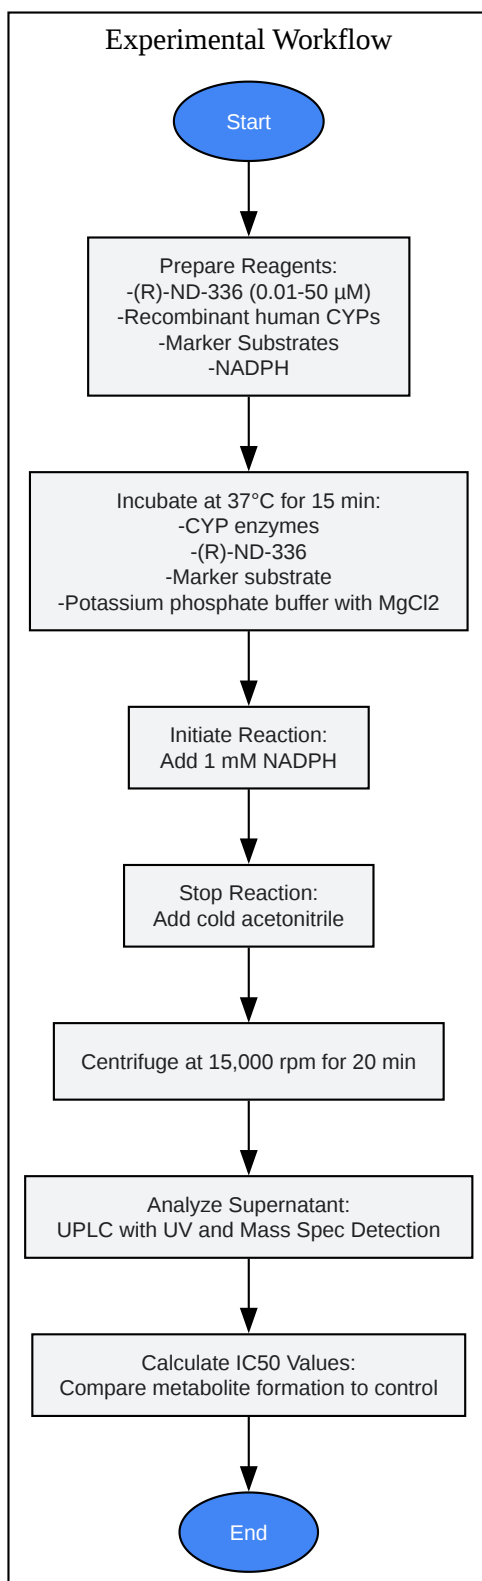 Experimental Workflow
Start
Prepare Reagents:
-(R)-ND-336 (0.01-50 µM)
-Recombinant human CYPs
-Marker Substrates
-NADPH
Incubate at 37°C for 15 min:
-CYP enzymes
-(R)-ND-336
-Marker substrate
-Potassium phosphate buffer with MgCl2
Initiate Reaction:
Add 1 mM NADPH
Stop Reaction:
Add cold acetonitrile
Centrifuge at 15,000 rpm for 20 min
Analyze Supernatant:
UPLC with UV and Mass Spec Detection
Calculate IC50 Values:
Compare metabolite formation to control
End